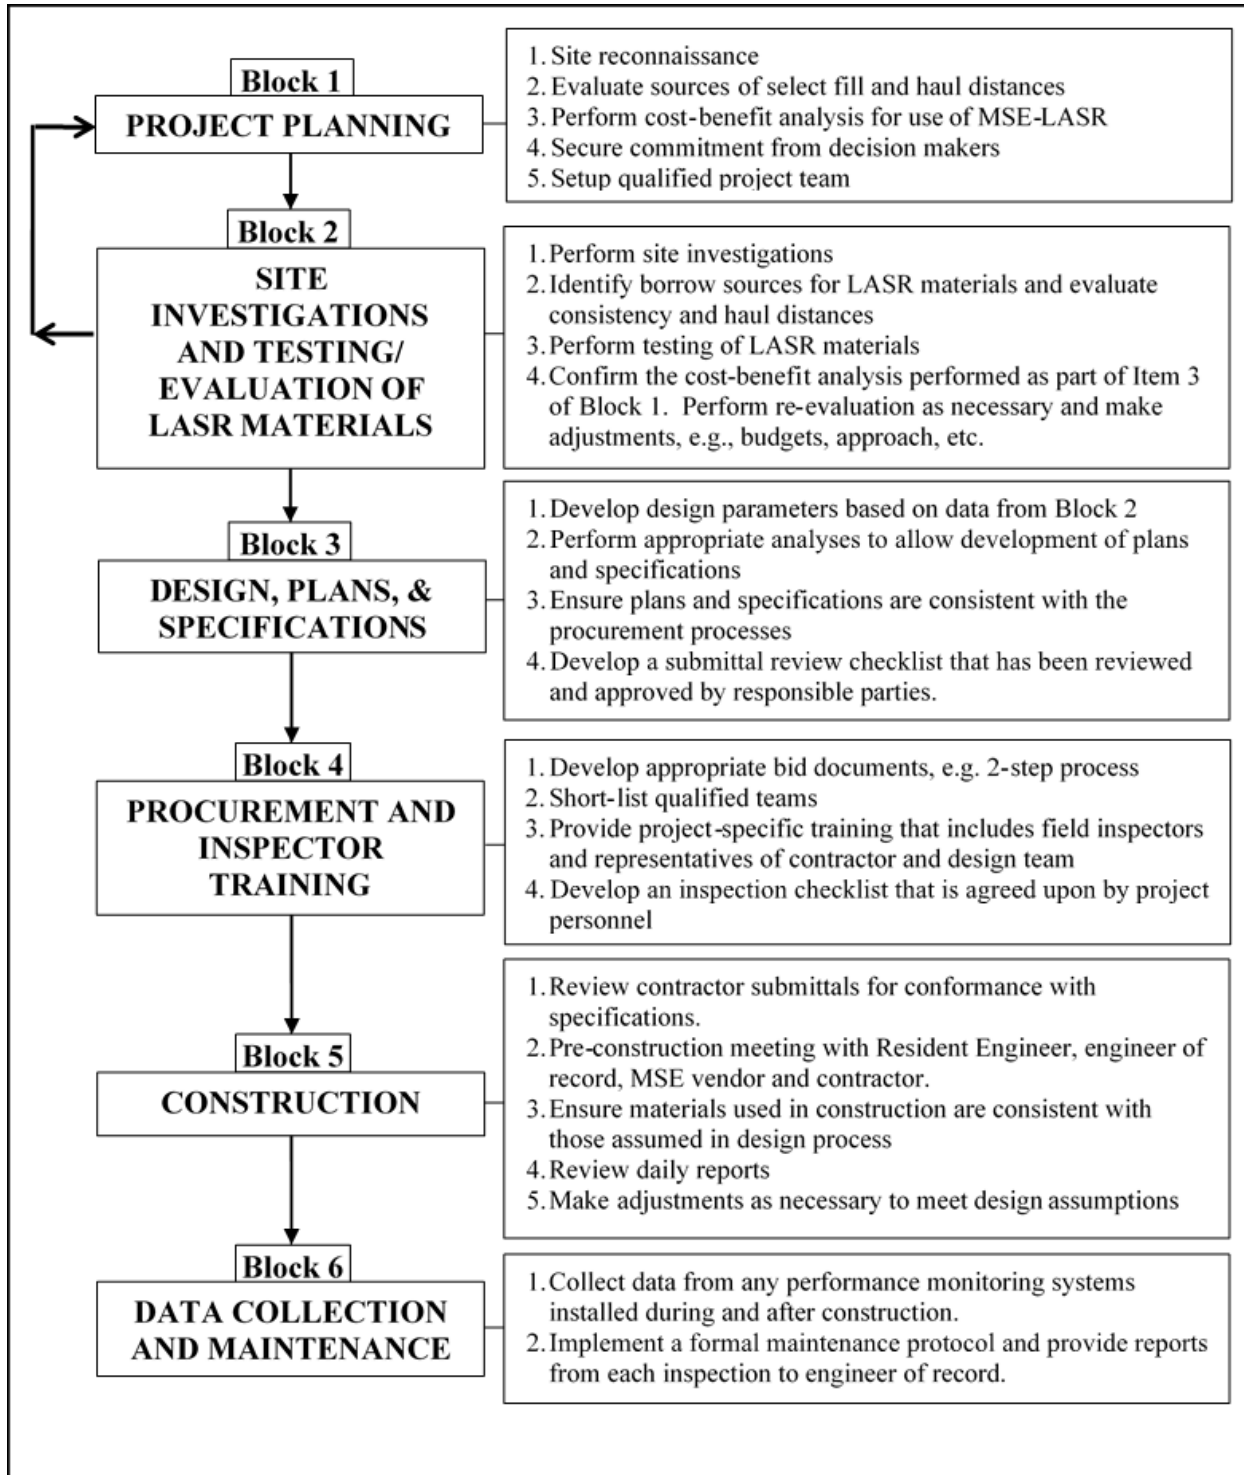 Block 1
PROJECT PLANNING
1. Site reconnaissance
2. Evaluate sources of select fill and haul distances
3. Perform cost-benefit analysis for use of MSE-LASR
4. Secure commitment from decision makers
5. Setup qualified project team
Block 2
SITE
INVESTIGATIONS
AND TESTING/
EVALUATION OF
LASR MATERIALS
1. Perform site investigations
2. Identify borrow sources for LASR materials and evaluate
consistency and haul distances
3. Perform testing of LASR materials
4. Confirm the cost-benefit analysis performed as part of Item 3
of Block 1.  Perform re-evaluation as necessary and make
adjustments, e.g., budgets, approach, etc.
Block 3
DESIGN, PLANS, &
SPECIFICATIONS
1. Develop design parameters based on data from Block 2
2. Perform appropriate analyses to allow development of plans
and specifications
3. Ensure plans and specifications are consistent with the
procurement processes
4. Develop a submittal review checklist that has been reviewed
and approved by responsible parties.
Block 4
PROCUREMENT AND
INSPECTOR
TRAINING
1. Develop appropriate bid documents, e.g. 2-step process
2. Short-list qualified teams
3. Provide project-specific training that includes field inspectors
and representatives of contractor and design team
4. Develop an inspection checklist that is agreed upon by project
personnel
Block 5
CONSTRUCTION
1. Review contractor submittals for conformance with
specifications.
2. Pre-construction meeting with Resident Engineer, engineer of
record, MSE vendor and contractor.
3. Ensure materials used in construction are consistent with
those assumed in design process
4. Review daily reports
5. Make adjustments as necessary to meet design assumptions
Block 6
DATA COLLECTION
AND MAINTENANCE
1. Collect data from any performance monitoring systems
installed during and after construction.
2. Implement a formal maintenance protocol and provide reports
from each inspection to engineer of record.